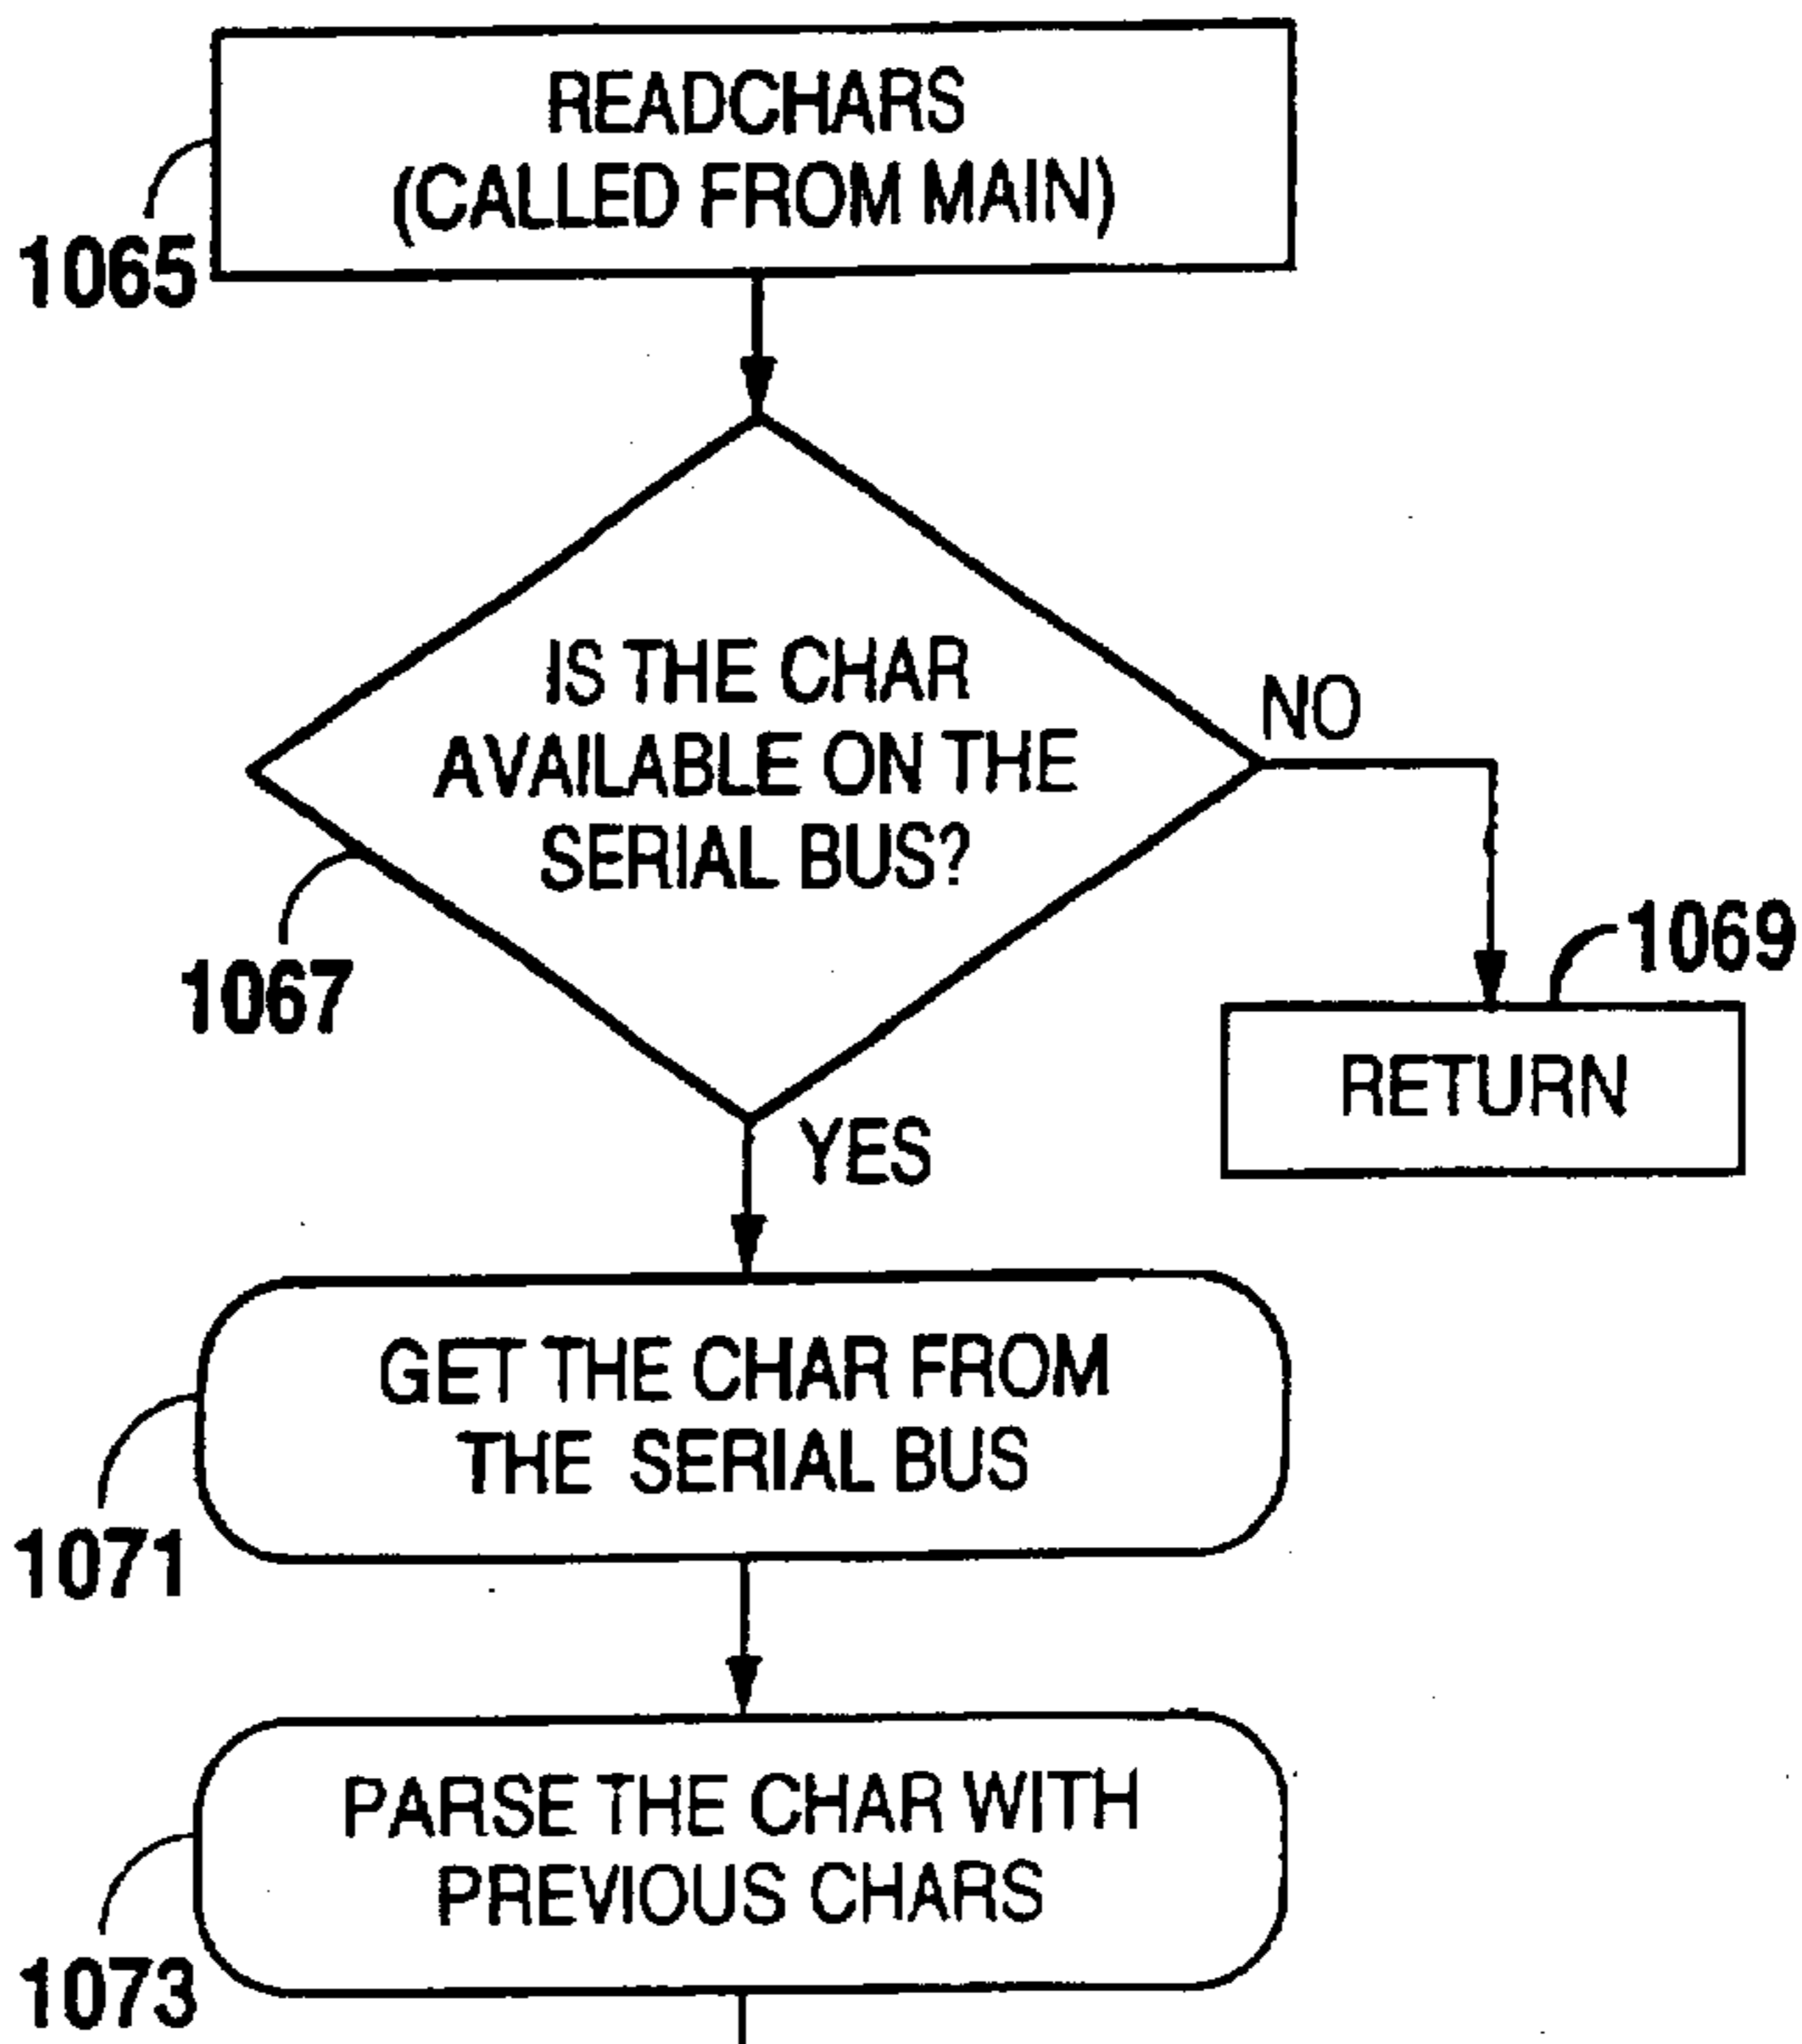 READCHARS
(CALLED FROM MAIN)
1065
IS THE CHAR
AVAILABLE ON THE
SERIAL BUS?
NO
1067
1069
RETURN
YES
GET THE CHAR FROM
THE SERIAL BUS
1071
PARSE THE CHAR WITH
PREVIOUS CHARS
1073